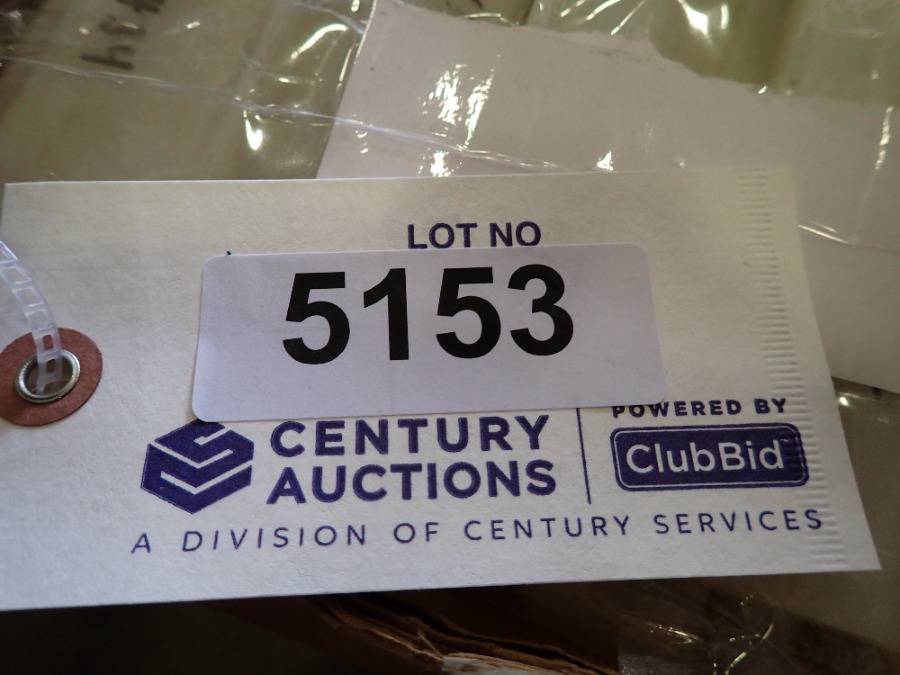 LOT NO
5153
CENTURY
AUCTIONS
POWERED BY
ClubBid
A DIVISION OF CENTURY SERVICES